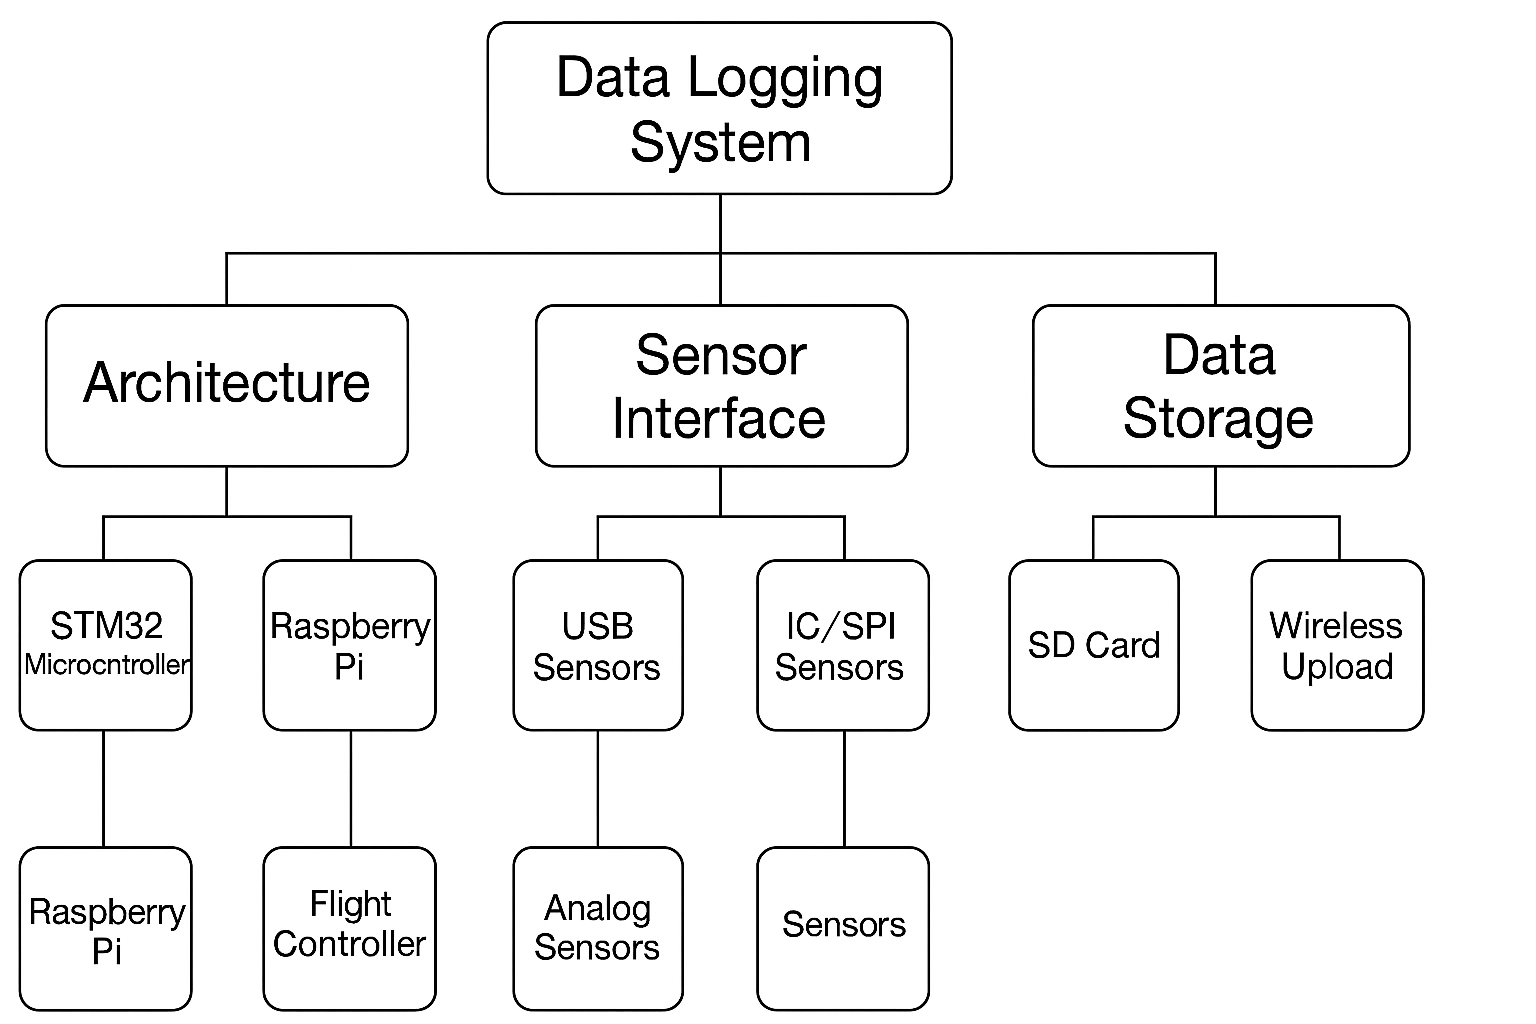 Data Logging
System
Architecture
Sensor
Interface
Data
Storage
STM32
Microcntroller
Raspberry
Pi
USB
Sensors
IC/SPI
Sensors
SD Card
Wireless
Upload
Raspberry
Pi
Flight
Controller
Analog
Sensors
Sensors